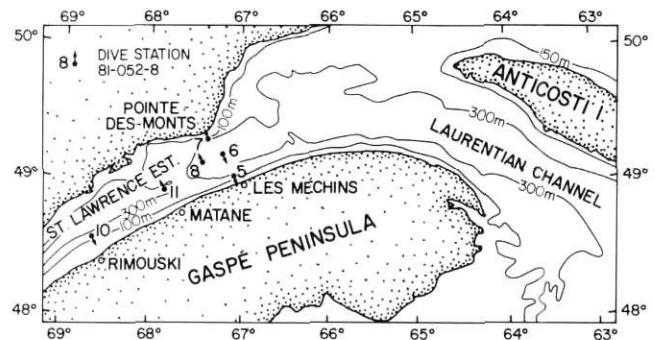 69° 68° 67° 66° 65° 64° 63°
50° 50°
8 DIVE STATION
81-052-8
150m
ANTICOSTI I.
POINTE-
DES-MONTS
100m
300m
7 6
8 5
LAURENTIAN CHANNEL
49° 49°
ST LAWRENCE EST.
11
LES MÉCHINS
300m
300m
100m
MATANE
10
RIMOUSKI
GASPÉ PENINSULA
48° 48°
69° 68° 67° 66° 65° 64° 63°